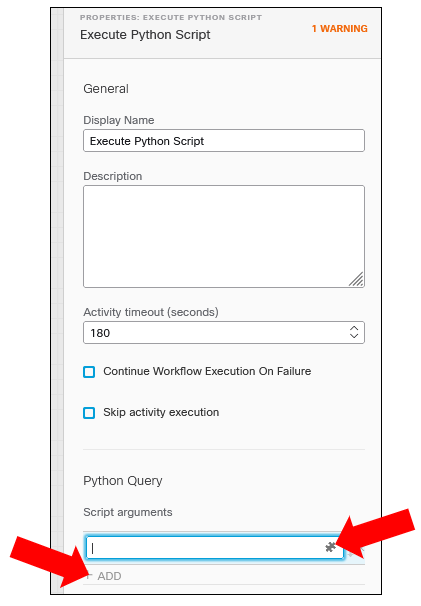 PROPERTIES: EXECUTE PYTHON SCRIPT
Execute Python Script
1 WARNING
General
Display Name
Execute Python Script
Description
Activity timeout (seconds)
180
Continue Workflow Execution On Failure
Skip activity execution
Python Query
Script arguments
+ ADD